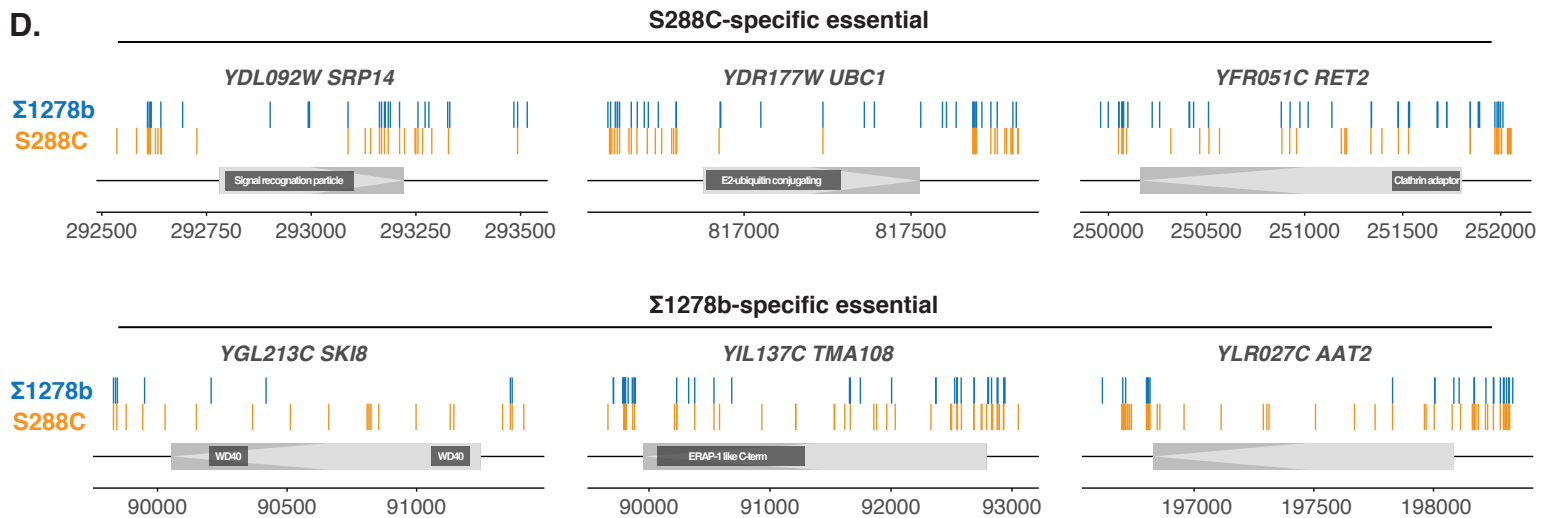 D.
S288C-specific essential
YDL092W SRP14
YDR177W UBC1
YFR051C RET2
Σ1278b
S288C
Signal recognation particle
E2-ubiquitin conjugating
Clathrin adaptor
292500 292750 293000 293250 293500
817000 817500
250000 250500 251000 251500 252000
Σ1278b-specific essential
YGL213C SKI8
YIL137C TMA108
YLR027C AAT2
Σ1278b
S288C
WD40
WD40
ERAP-1 like C-term
90000 90500 91000
90000 91000 92000 93000
197000 197500 198000